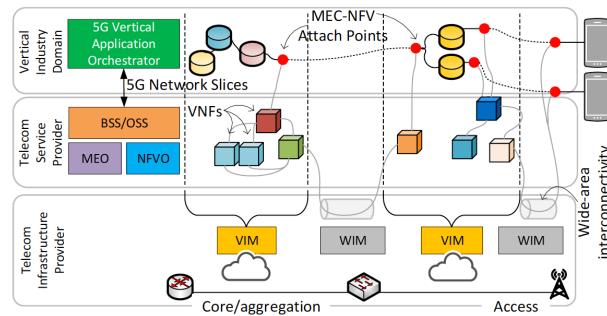 Vertical
Industry
Domain
5G Vertical
Application
Orchestrator
MEC-NFV
Attach Points
5G Network Slices
Telecom
Service
Provider
BSS/OSS
MEO
NFVO
VNFs
Wide-area
interconnectivity
Telecom
Infrastructure
Provider
VIM
WIM
VIM
WIM
Core/aggregation
Access